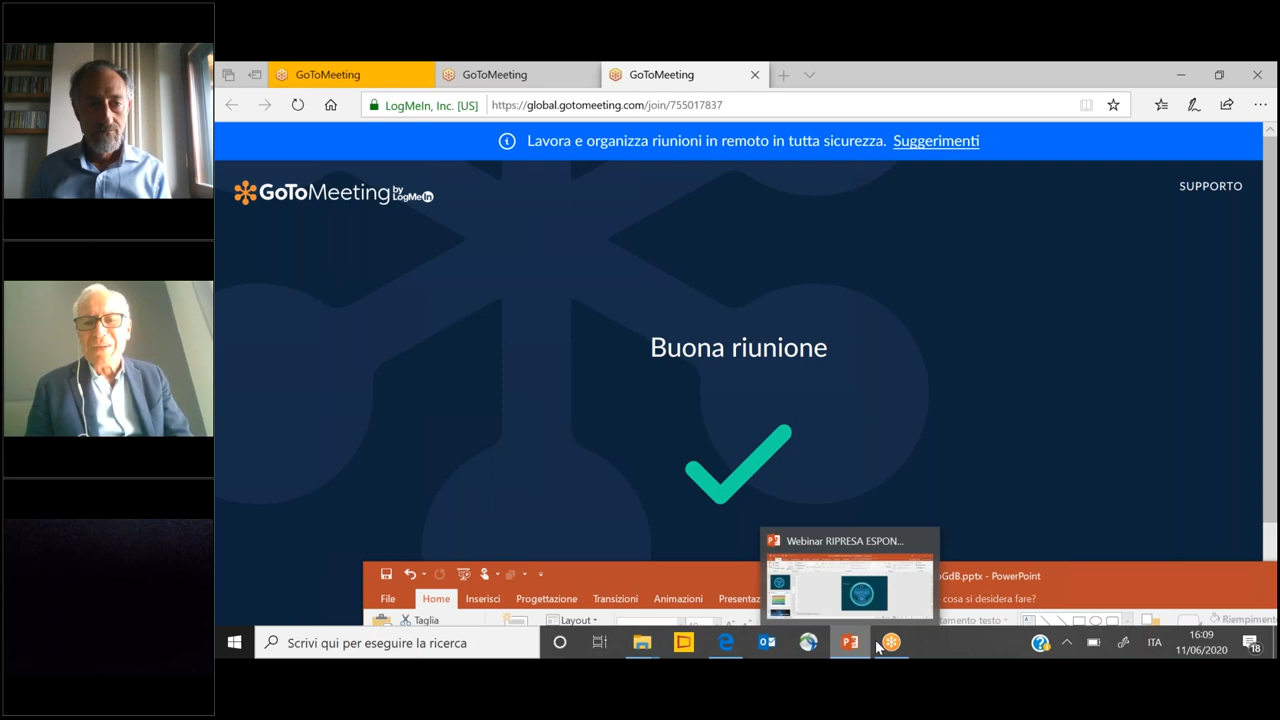 GoToMeeting
GoToMeeting
GoToMeeting
LogMeIn, Inc. [US]
https://global.gotomeeting.com/join/755017837
Lavora e organizza riunioni in remoto in tutta sicurezza. Suggerimenti
GoToMeeting by LogMeIn
SUPPORTO
Buona riunione
Webinar RIPRESA ESPON...
GdB.pptx - PowerPoint
File
Home
Inserisci
Progettazione
Transizioni
Animazioni
Presentaz
cosa si desidera fare?
Taglia
Layout
tamento testo
Riempimento
Scrivi qui per eseguire la ricerca
ITA
16:09
11/06/2020
18